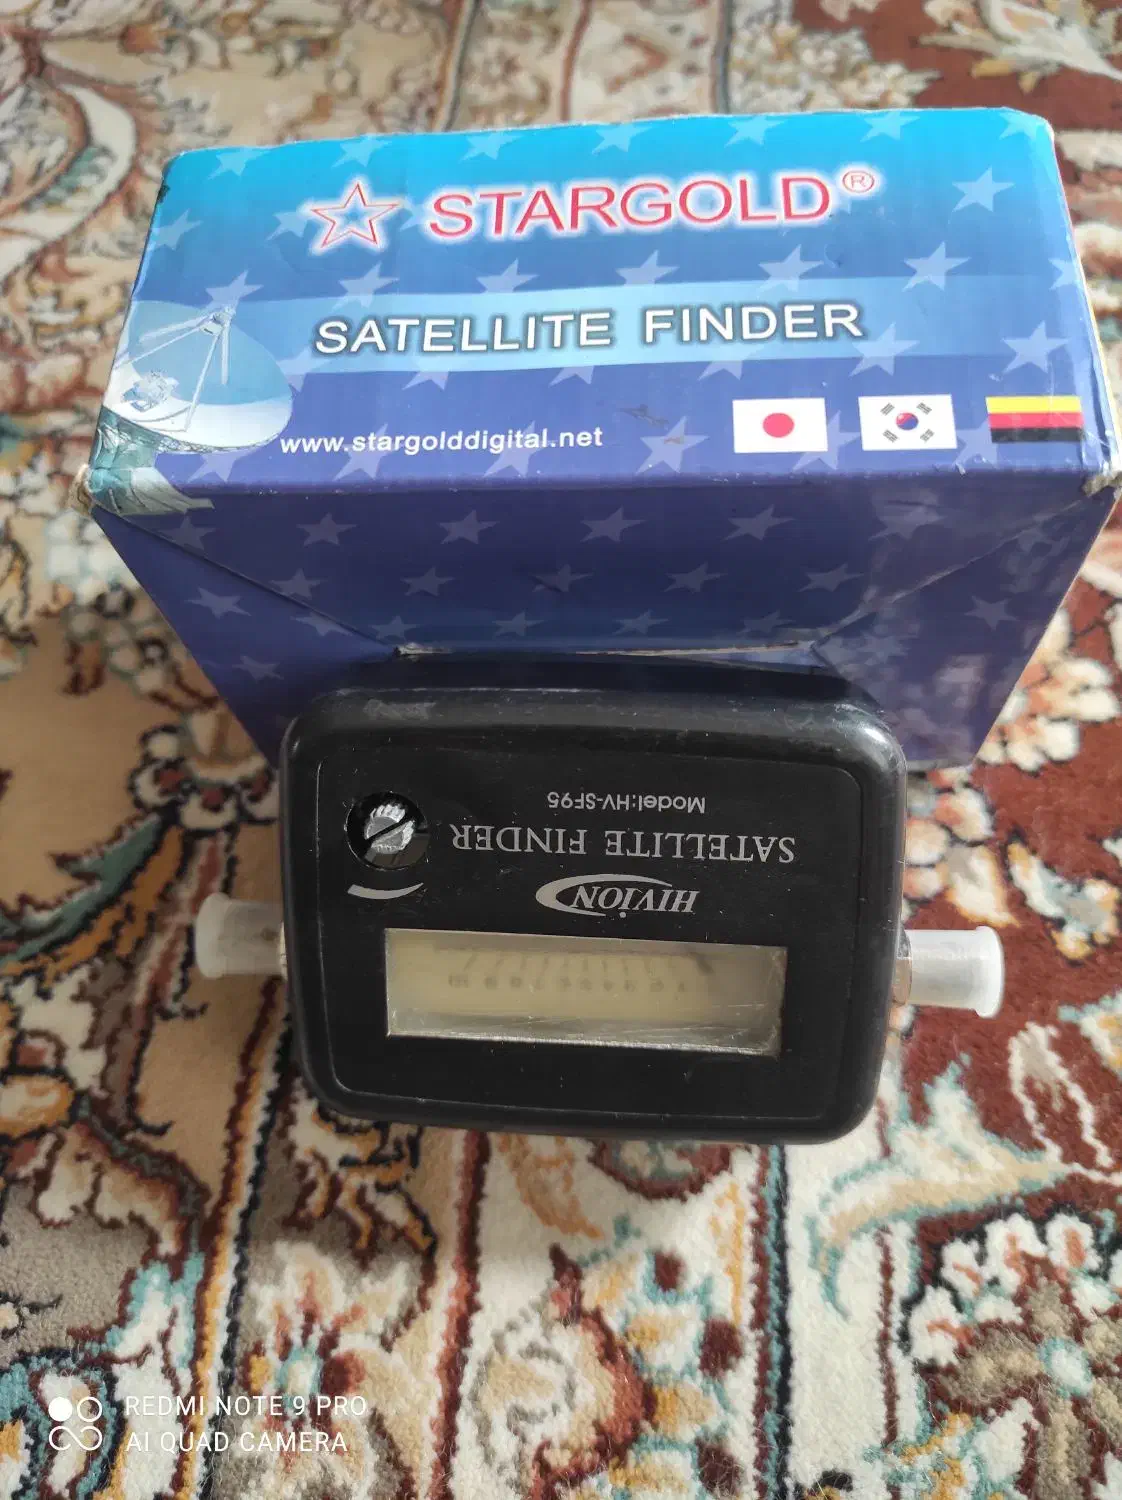 STARGOLD®
SATELLITE FINDER
www.stargolddigital.net
HIVION
SATELLITE FINDER
Model:HV-SF95
REDMI NOTE 9 PRO
AI QUAD CAMERA